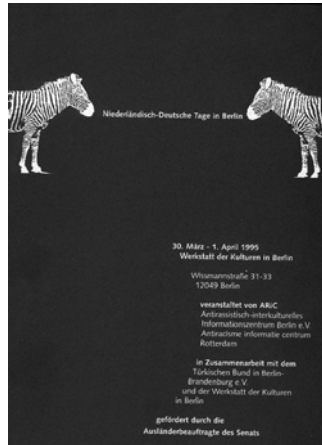 Niederländisch-Deutsche Tage in Berlin
30. März - 1. April 1995
Werkstatt der Kulturen in Berlin
Wissmannstraße 31-33
12049 Berlin
veranstaltet von ARiC
Antirassistisch-interkulturelles
Informationszentrum Berlin e.V.
Antiracisme informatie centrum
Rotterdam
in Zusammenarbeit mit dem
Türkischen Bund in Berlin-
Brandenburg e.V.
und der Werkstatt der Kulturen
in Berlin
gefördert durch die
Ausländerbeauftragte des Senats